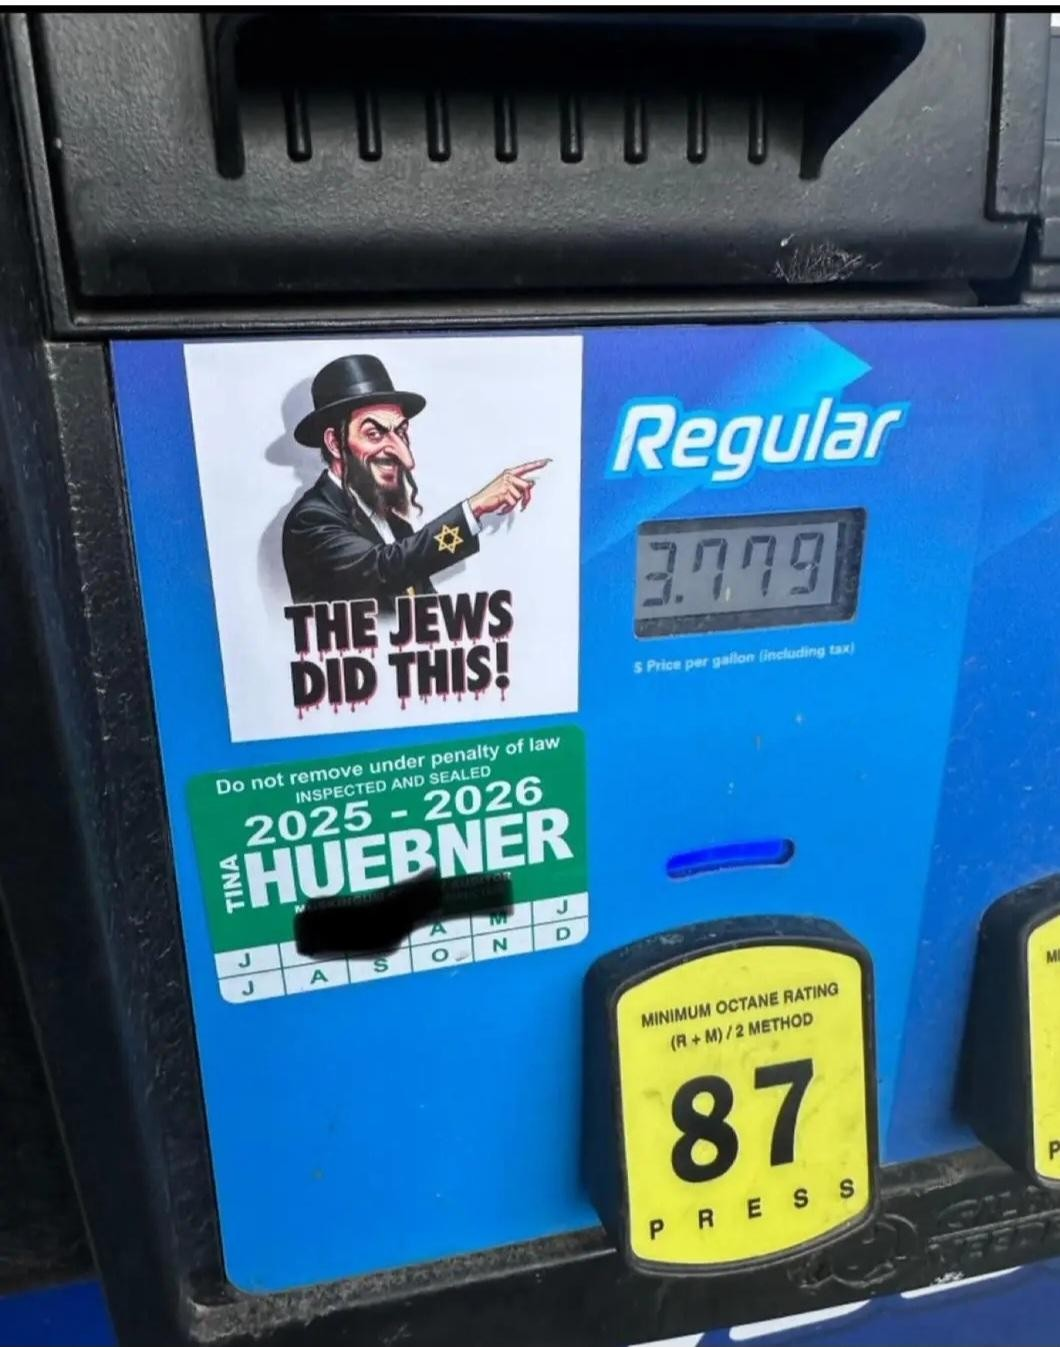 THE JEWS
DID THIS!
Regular
3.779
$ Price per gallon (including tax)
Do not remove under penalty of law
INSPECTED AND SEALED
2025 - 2026
TINA
HUEBNER
J A M J
J A S O N D
MINIMUM OCTANE RATING
(R + M) / 2 METHOD
87
PRESS